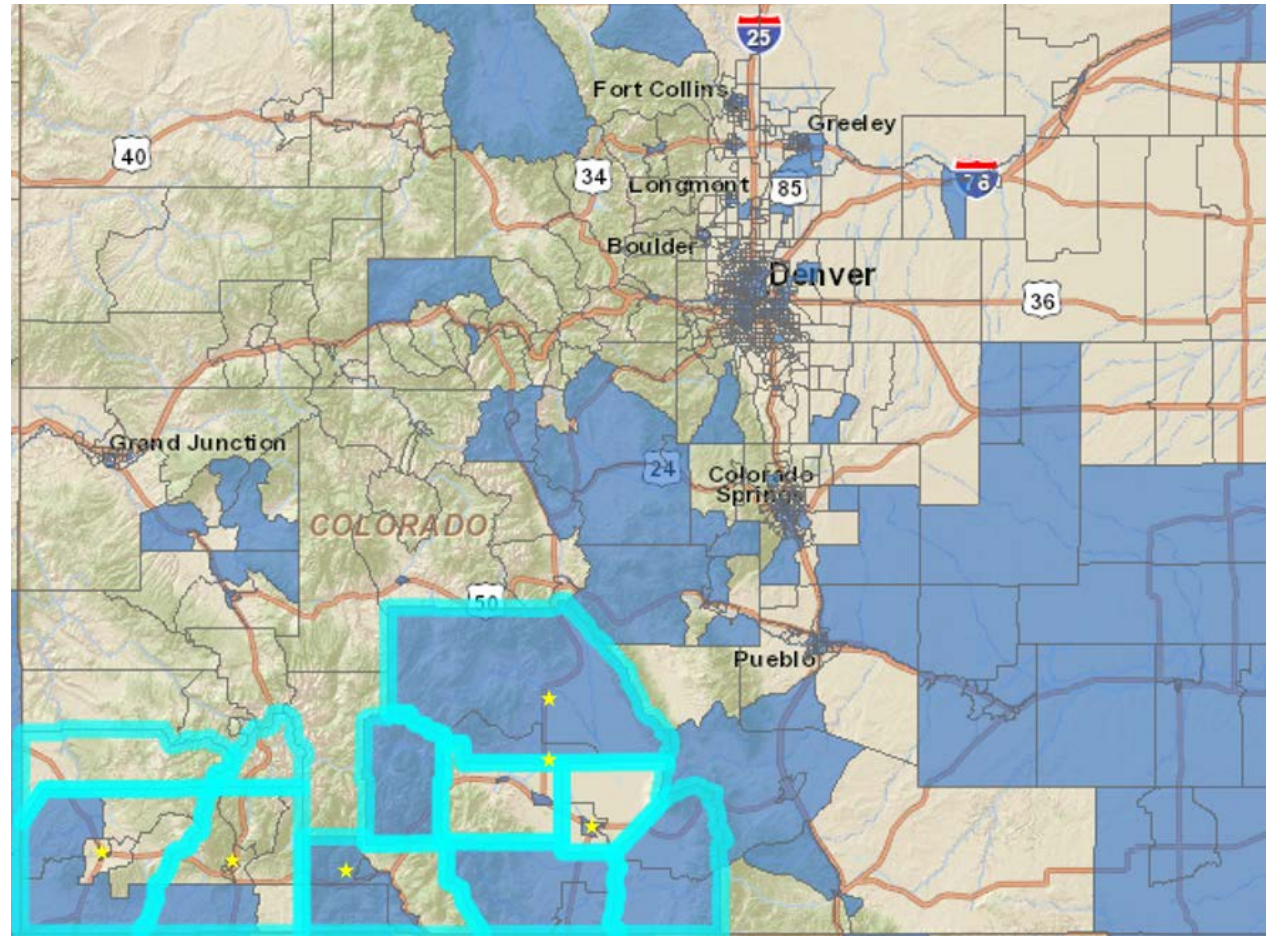 25
Fort Collins
Greeley
40
34
76
Longmont
85
Boulder
Denver
36
Grand Junction
24
Colorado
Springs
COLORADO
50
Pueblo